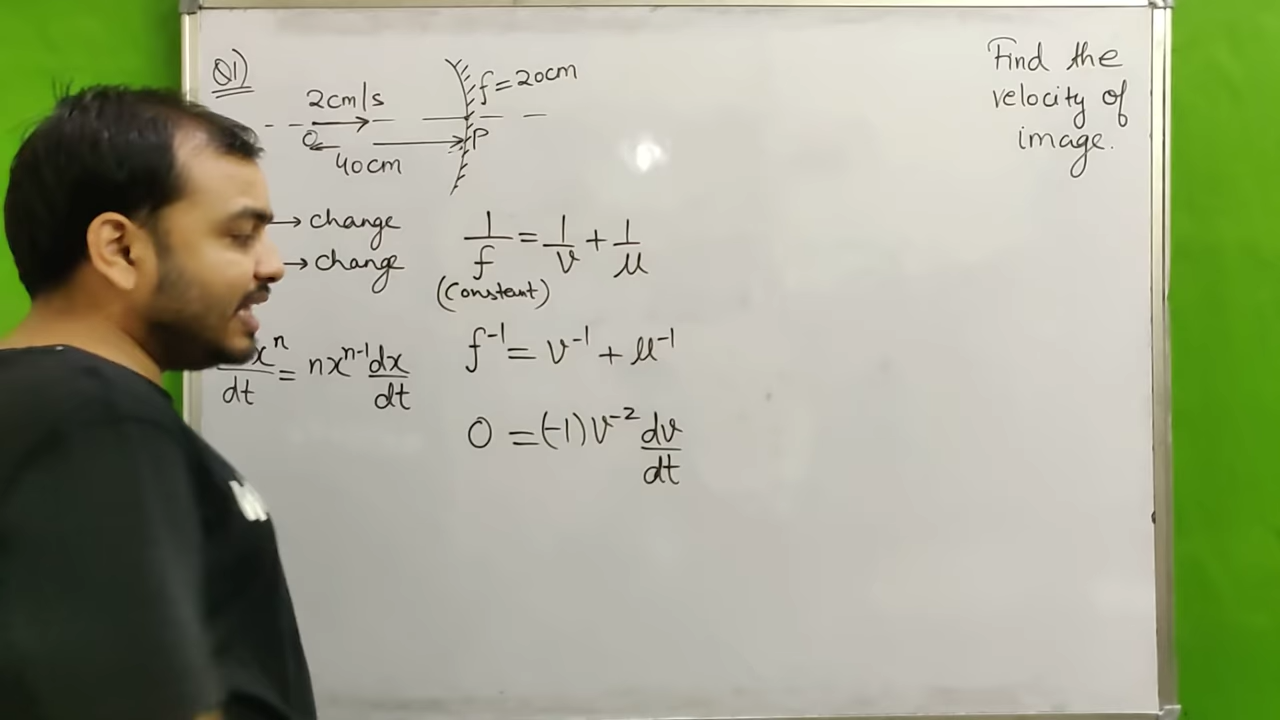 Q1)
2cm/s
f=20cm
O
P
40cm
→ change
→ change
1/f = 1/v + 1/u
(constant)
f⁻¹ = v⁻¹ + u⁻¹
xⁿ/dt = nxⁿ⁻¹ dx/dt
0 = (-1)v⁻² dv/dt
Find the
velocity of
image.